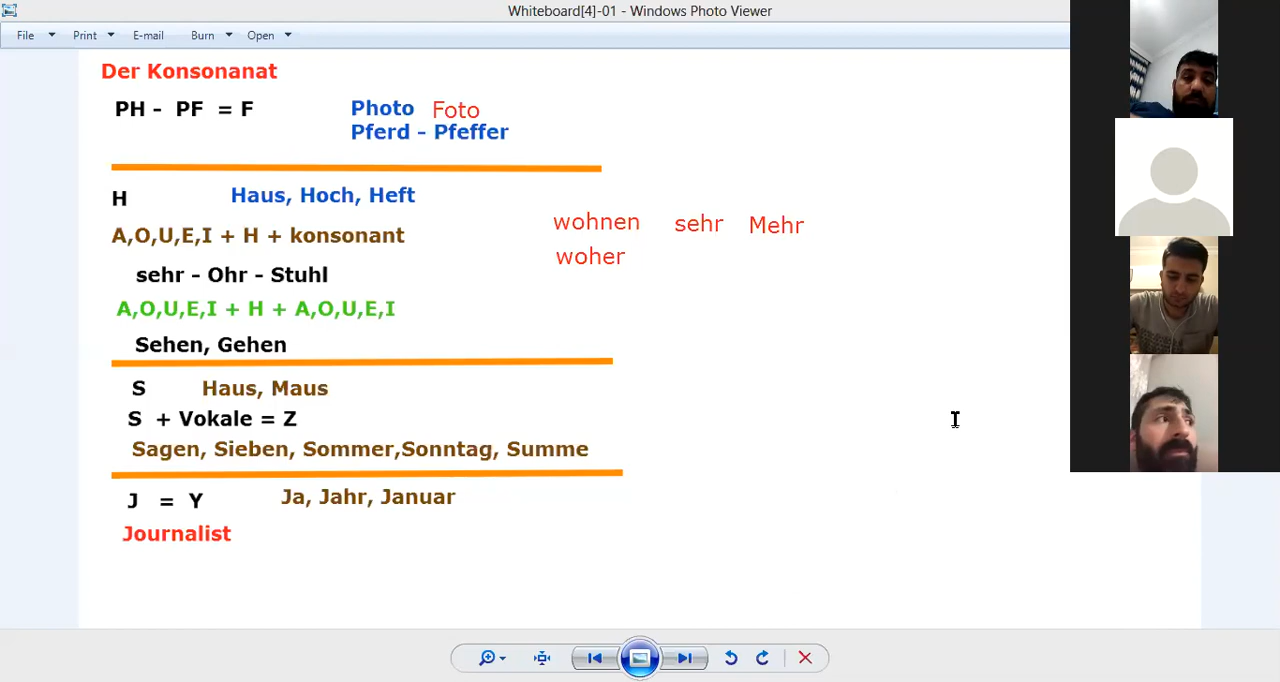 Whiteboard[4]-01 - Windows Photo Viewer
File Print E-mail Burn Open
Der Konsonanat
PH - PF = F Photo Foto
Pferd - Pfeffer
H Haus, Hoch, Heft
A,O,U,E,I + H + konsonant
wohnen sehr Mehr
woher
sehr - Ohr - Stuhl
A,O,U,E,I + H + A,O,U,E,I
Sehen, Gehen
S Haus, Maus
S + Vokale = Z
Sagen, Sieben, Sommer,Sonntag, Summe
J = Y Ja, Jahr, Januar
Journalist